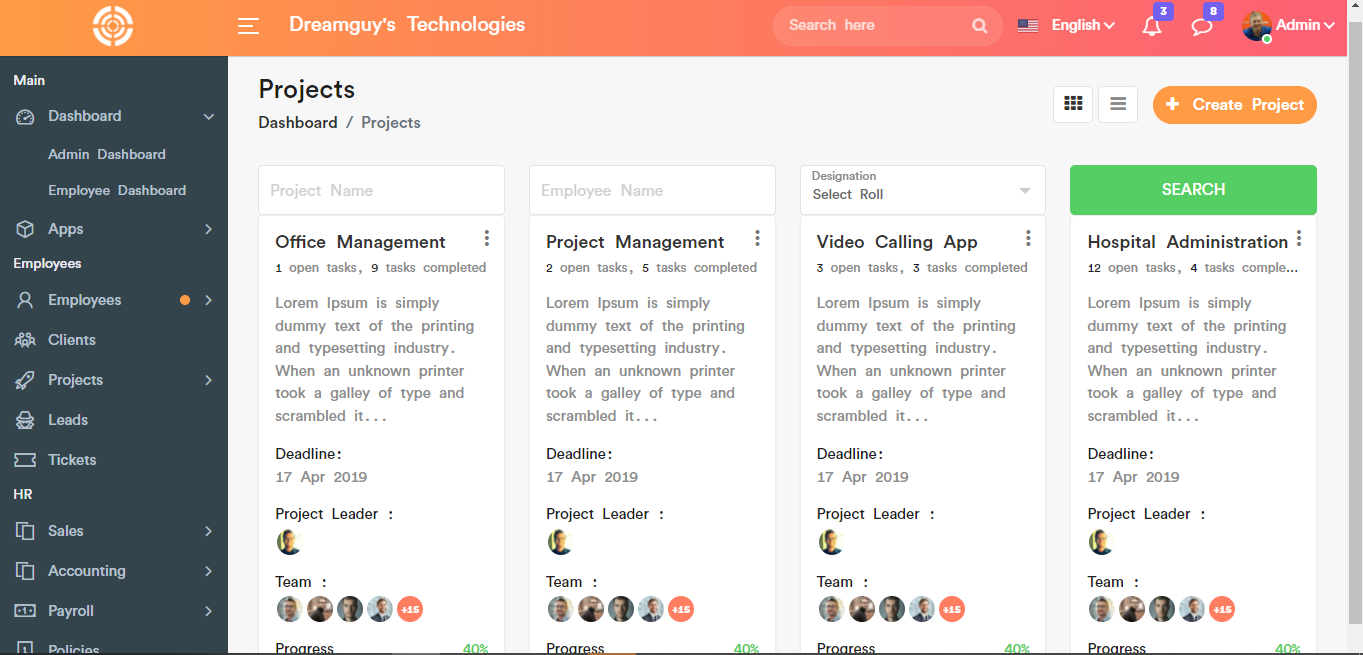 Dreamguy's Technologies
Search here
English
3
8
Admin
Main
Dashboard
Admin Dashboard
Employee Dashboard
Apps
Employees
Employees
Clients
Projects
Leads
Tickets
HR
Sales
Accounting
Payroll
Policies
Projects
Dashboard / Projects
+ Create Project
Project Name
Employee Name
Designation
Select Roll
SEARCH
Office Management
1 open tasks, 9 tasks completed
Lorem Ipsum is simply
dummy text of the printing
and typesetting industry.
When an unknown printer
took a galley of type and
scrambled it...
Deadline:
17 Apr 2019
Project Leader :
Team :
+15
Progress 40%
Project Management
2 open tasks, 5 tasks completed
Lorem Ipsum is simply
dummy text of the printing
and typesetting industry.
When an unknown printer
took a galley of type and
scrambled it...
Deadline:
17 Apr 2019
Project Leader :
Team :
+15
Progress 40%
Video Calling App
3 open tasks, 3 tasks completed
Lorem Ipsum is simply
dummy text of the printing
and typesetting industry.
When an unknown printer
took a galley of type and
scrambled it...
Deadline:
17 Apr 2019
Project Leader :
Team :
+15
Progress 40%
Hospital Administration
12 open tasks, 4 tasks comple...
Lorem Ipsum is simply
dummy text of the printing
and typesetting industry.
When an unknown printer
took a galley of type and
scrambled it...
Deadline:
17 Apr 2019
Project Leader :
Team :
+15
Progress 40%